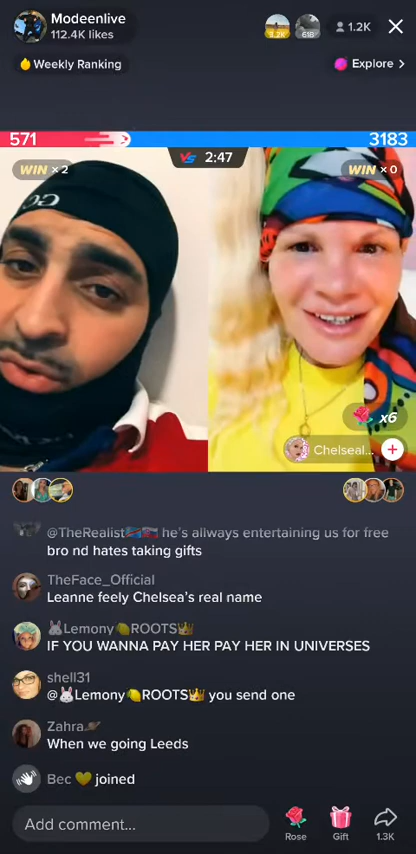 Modeenlive
112.4K likes
1.2K
Weekly Ranking
Explore >
571
3183
VS 2:47
WIN x 2
WIN x 0
x6
Chelseal...
@TheRealist🇨🇩🇸🇽 he's allways entertaining us for free
bro nd hates taking gifts
TheFace_Official
Leanne feely Chelsea's real name
🐰Lemony🍋ROOTS👑
IF YOU WANNA PAY HER PAY HER IN UNIVERSES
shell31
@🐰Lemony🍋ROOTS👑 you send one
Zahra🪐
When we going Leeds
Bec 💛 joined
Add comment...
Rose
Gift
1.3K